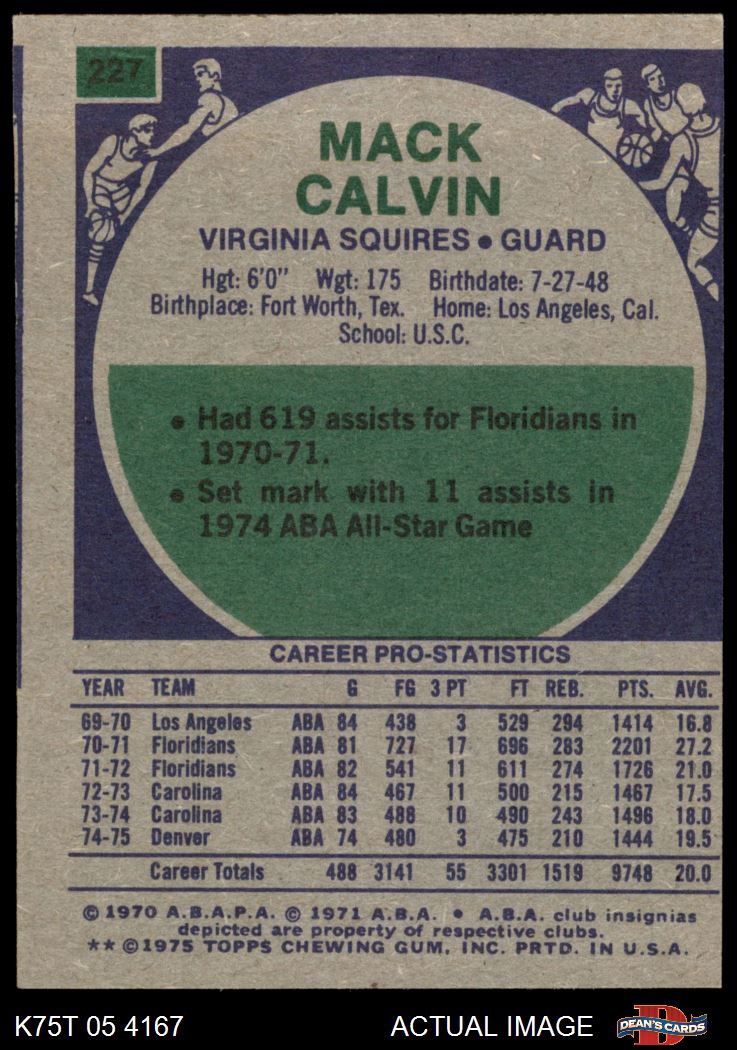 227
MACK
CALVIN
VIRGINIA SQUIRES • GUARD
Hgt: 6'0" Wgt: 175 Birthdate: 7-27-48
Birthplace: Fort Worth, Tex. Home: Los Angeles, Cal.
School: U.S.C.
• Had 619 assists for Floridians in
1970-71.
• Set mark with 11 assists in
1974 ABA All-Star Game
CAREER PRO-STATISTICS
YEAR TEAM G FG 3 PT FT REB. PTS. AVG.
69-70 Los Angeles ABA 84 438 3 529 294 1414 16.8
70-71 Floridians ABA 81 727 17 696 283 2201 27.2
71-72 Floridians ABA 82 541 11 611 274 1726 21.0
72-73 Carolina ABA 84 467 11 500 215 1467 17.5
73-74 Carolina ABA 83 488 10 490 243 1496 18.0
74-75 Denver ABA 74 480 3 475 210 1444 19.5
Career Totals 488 3141 55 3301 1519 9748 20.0
© 1970 A.B.A.P.A. © 1971 A.B.A. • A.B.A. club insignias
depicted are property of respective clubs.
** ©1975 TOPPS CHEWING GUM, INC. PRTD. IN U.S.A.
K75T 05 4167 ACTUAL IMAGE D DEAN'S CARDS